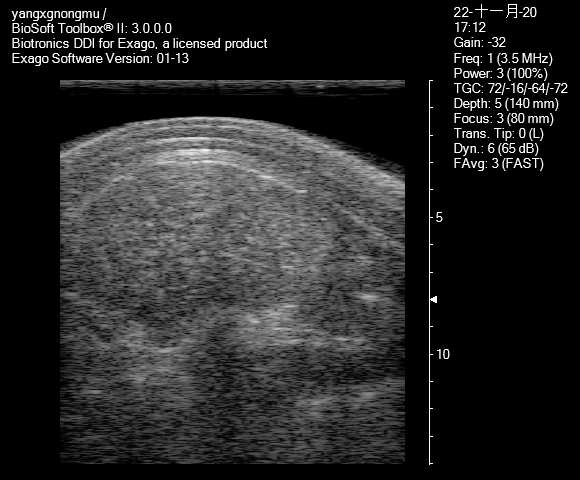 yangxgnongmu /
BioSoft Toolbox® II: 3.0.0.0
Biotronics DDI for Exago, a licensed product
Exago Software Version: 01-13
22-十一月-20
17:12
Gain: -32
Freq: 1 (3.5 MHz)
Power: 3 (100%)
TGC: 72/-16/-64/-72
Depth: 5 (140 mm)
Focus: 3 (80 mm)
Trans. Tip: 0 (L)
Dyn.: 6 (65 dB)
FAvg: 3 (FAST)
5
10